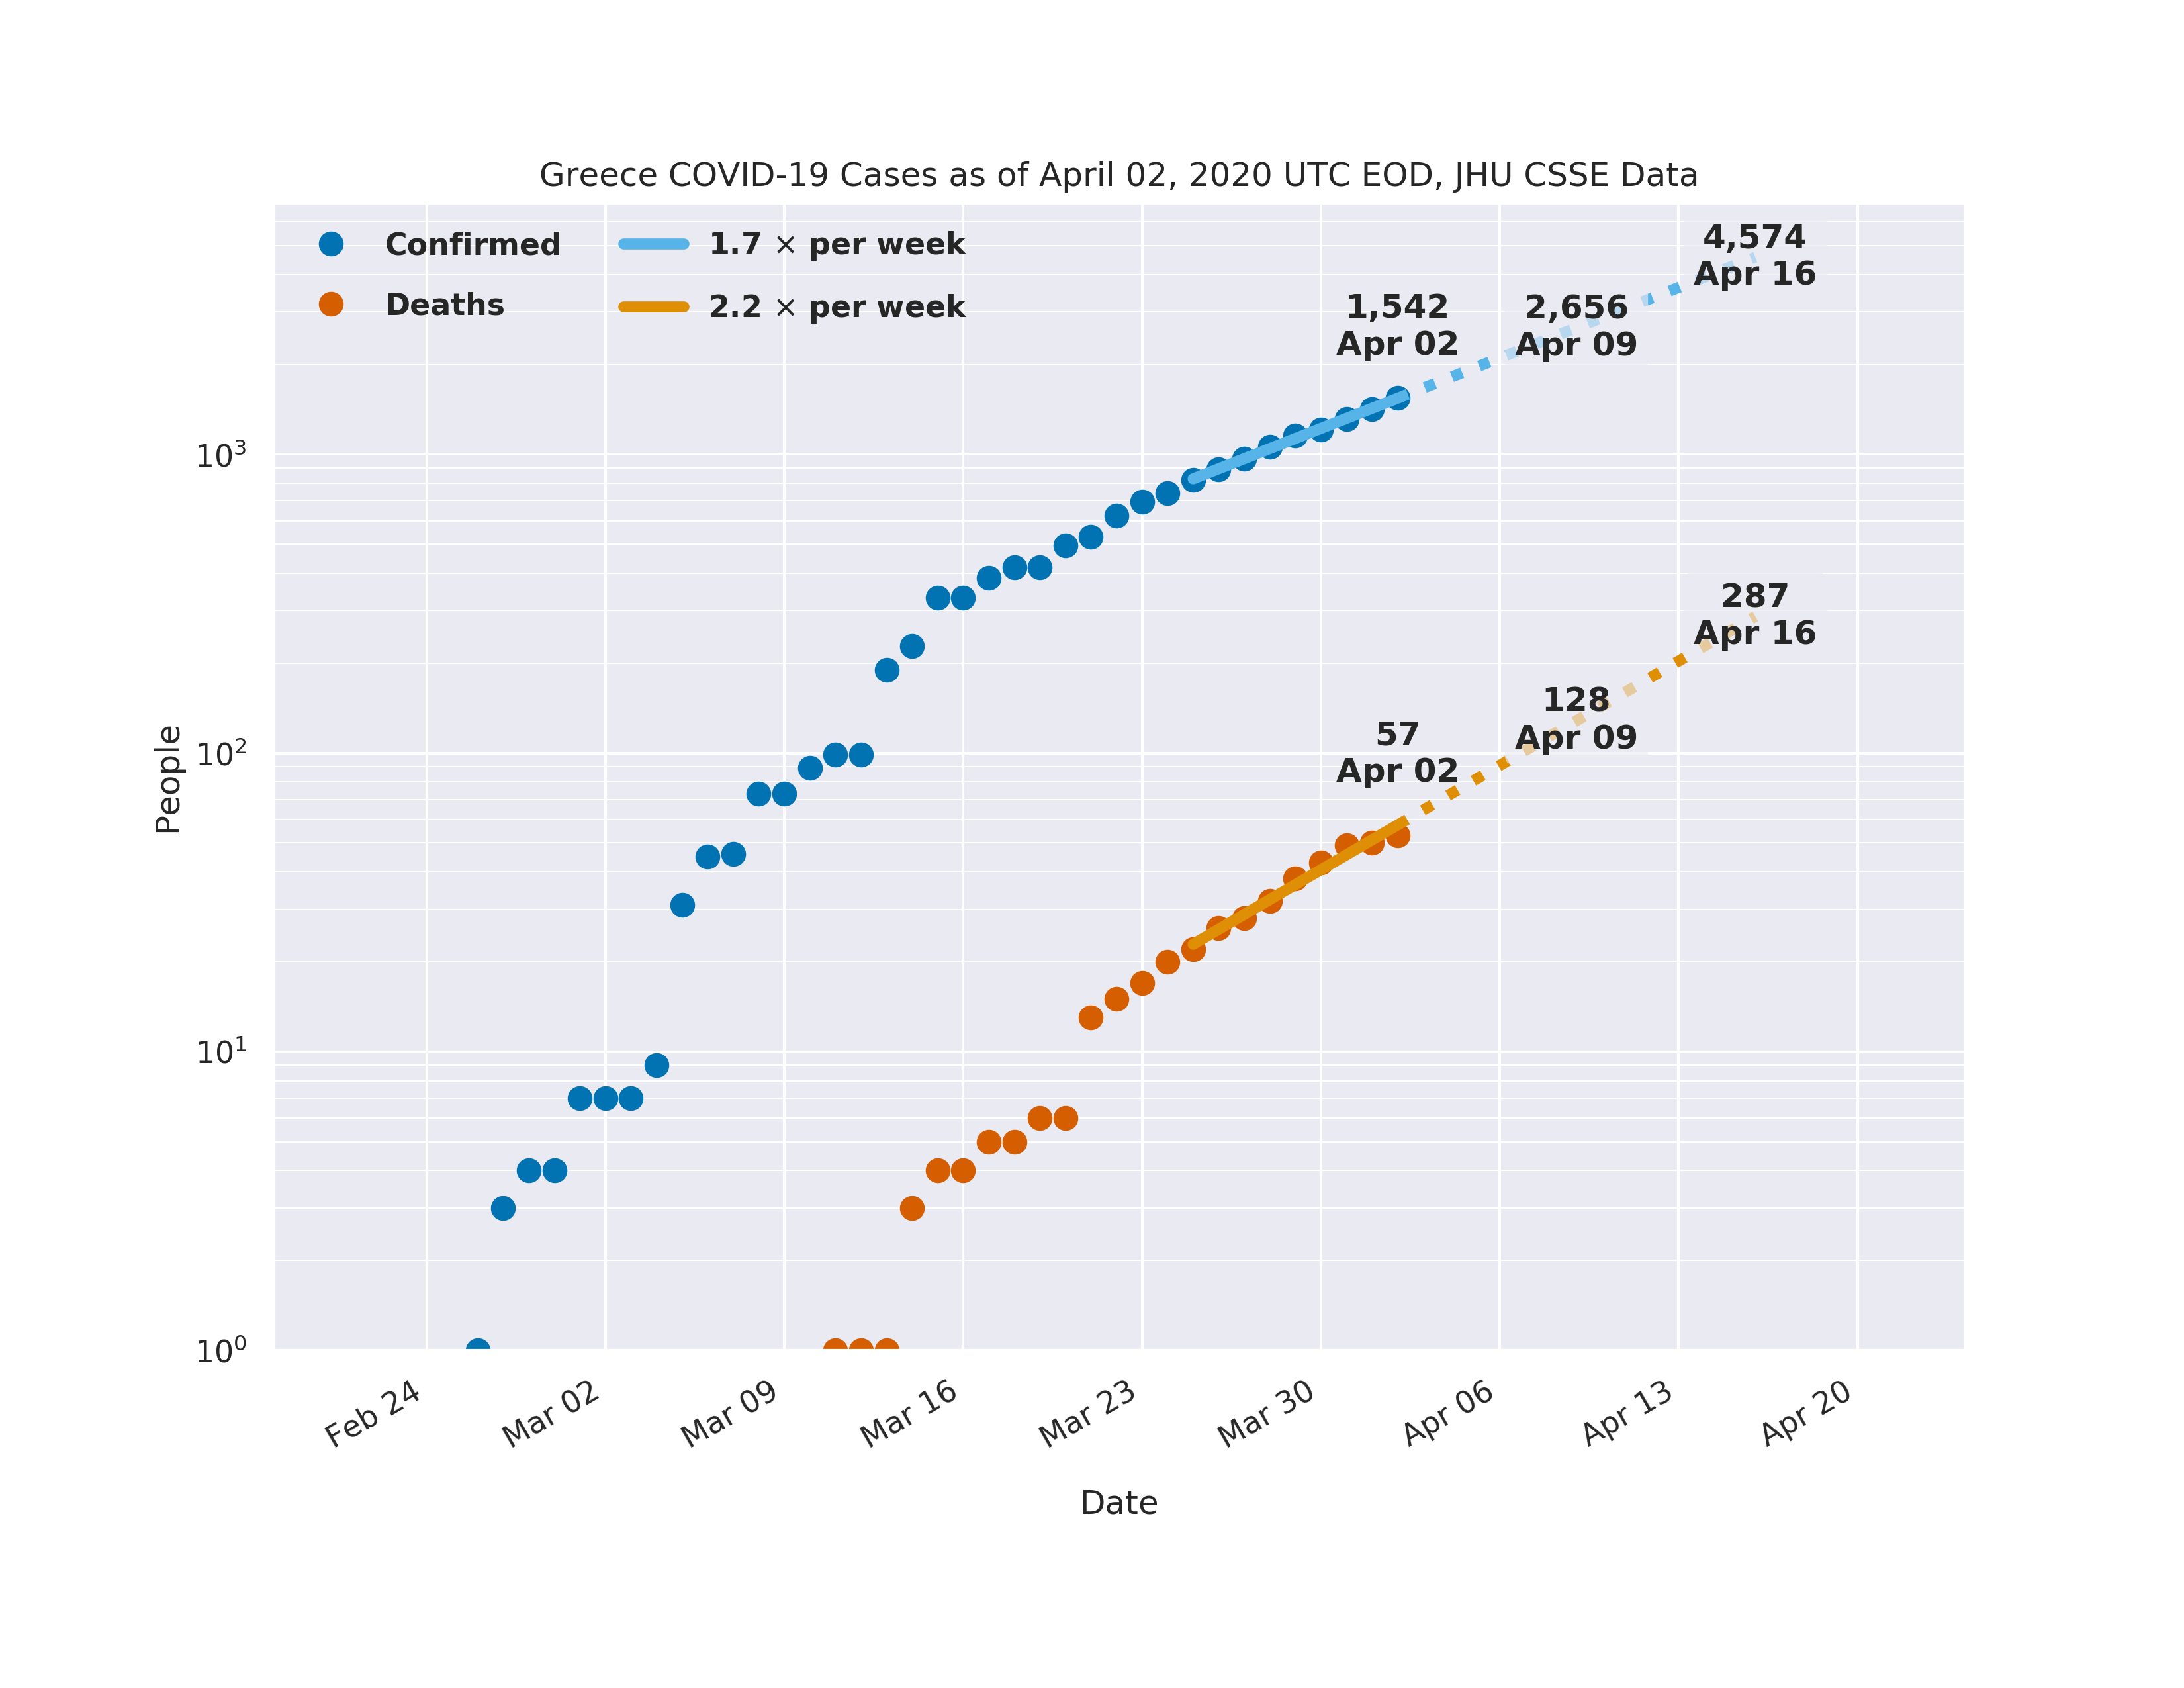 Greece COVID-19 Cases as of April 02, 2020 UTC EOD, JHU CSSE Data
Confirmed
1.7 × per week
Deaths
2.2 × per week
4,574
Apr 16
1,542
Apr 02
2,656
Apr 09
287
Apr 16
128
Apr 09
57
Apr 02
People
10³
10²
10¹
10⁰
Feb 24
Mar 02
Mar 09
Mar 16
Mar 23
Mar 30
Apr 06
Apr 13
Apr 20
Date